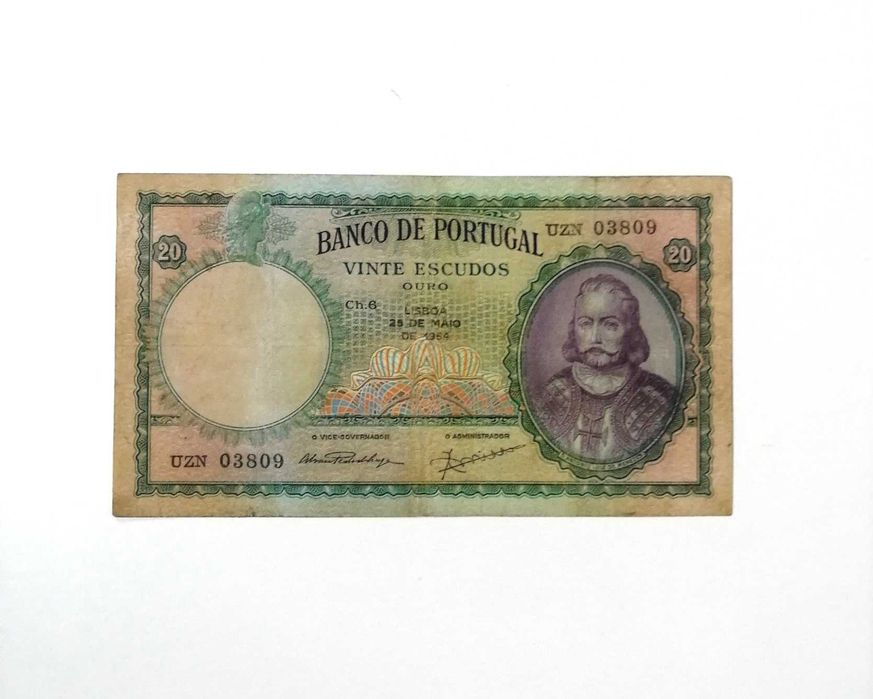 BANCO DE PORTUGAL
UZN 03809
20
20
VINTE ESCUDOS
OURO
Ch.6
LISBOA
25 DE MAIO
DE 1954
O VICE-GOVERNADOR
O ADMINISTRADOR
UZN 03809